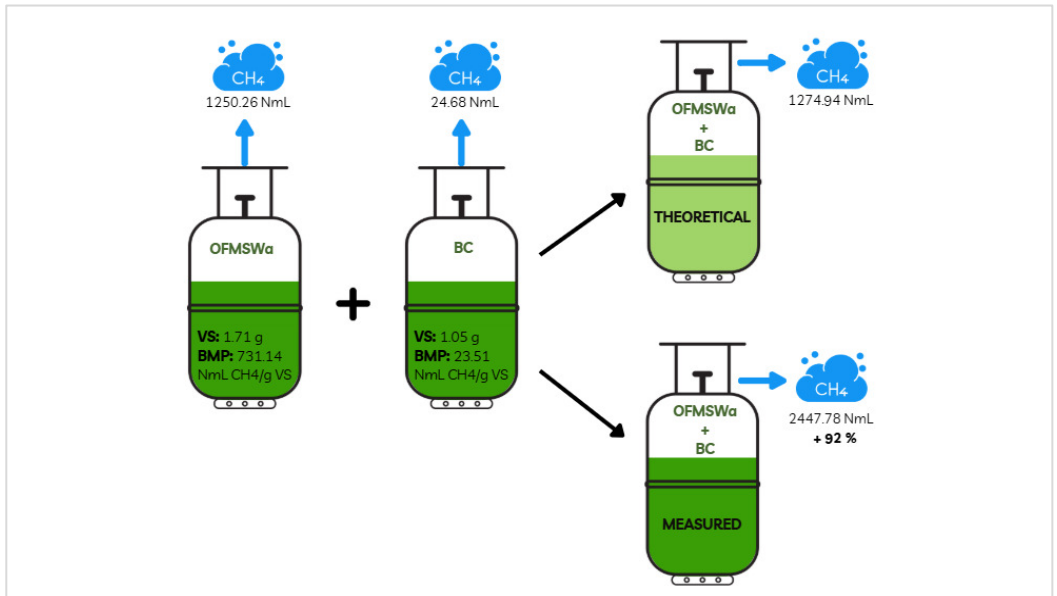 CH4
1250.26 NmL
OFMSWa
VS: 1.71 g
BMP: 731.14
NmL CH4/g VS
+
CH4
24.68 NmL
BC
VS: 1.05 g
BMP: 23.51
NmL CH4/g VS
CH4
1274.94 NmL
OFMSWa
+
BC
THEORETICAL
CH4
2447.78 NmL
+ 92 %
OFMSWa
+
BC
MEASURED